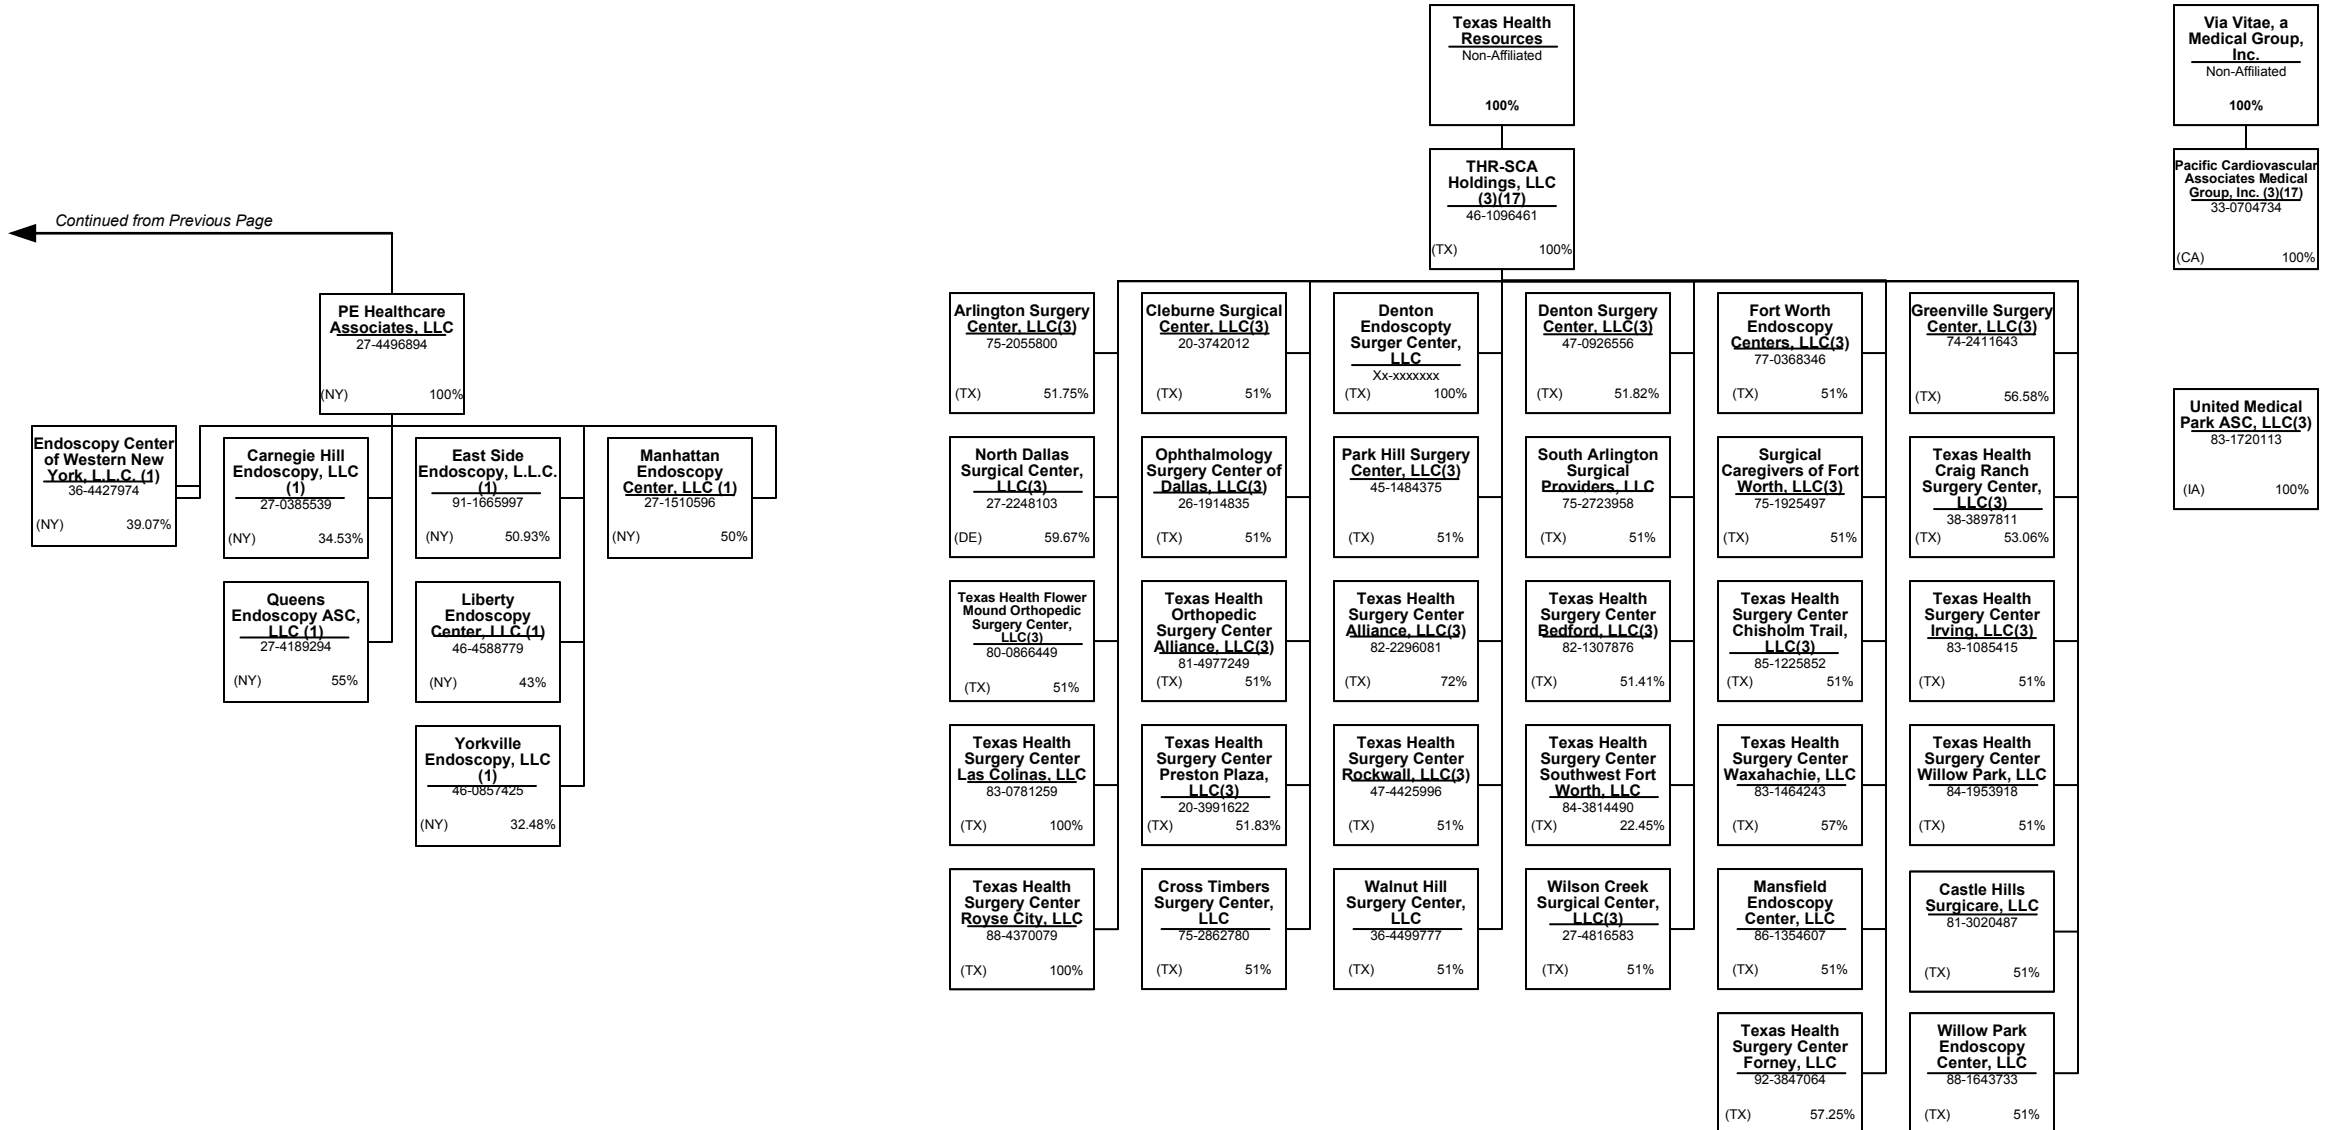 Texas Health
Resources
Non-Affiliated
100%
Via Vitae, a
Medical Group,
Inc.
Non-Affiliated
100%
THR-SCA
Holdings, LLC
(3)(17)
46-1096461
(TX) 100%
Pacific Cardiovascular
Associates Medical
Group, Inc. (3)(17)
33-0704734
(CA) 100%
Continued from Previous Page
PE Healthcare
Associates, LLC
27-4496894
(NY) 100%
Endoscopy Center
of Western New
York, L.L.C. (1)
36-4427974
(NY) 39.07%
Carnegie Hill
Endoscopy, LLC
(1)
27-0385539
(NY) 34.53%
East Side
Endoscopy, L.L.C.
(1)
91-1665997
(NY) 50.93%
Manhattan
Endoscopy
Center, LLC (1)
27-1510596
(NY) 50%
Queens
Endoscopy ASC,
LLC (1)
27-4189294
(NY) 55%
Liberty
Endoscopy
Center, LLC (1)
46-4588779
(NY) 43%
Yorkville
Endoscopy, LLC
(1)
46-0857425
(NY) 32.48%
Arlington Surgery
Center, LLC(3)
75-2055800
(TX) 51.75%
Cleburne Surgical
Center, LLC(3)
20-3742012
(TX) 51%
Denton
Endoscopty
Surger Center,
LLC
Xx-xxxxxxx
(TX) 100%
Denton Surgery
Center, LLC(3)
47-0926556
(TX) 51.82%
Fort Worth
Endoscopy
Centers, LLC(3)
77-0368346
(TX) 51%
Greenville Surgery
Center, LLC(3)
74-2411643
(TX) 56.58%
United Medical
Park ASC, LLC(3)
83-1720113
(IA) 100%
North Dallas
Surgical Center,
LLC(3)
27-2248103
(DE) 59.67%
Ophthalmology
Surgery Center of
Dallas, LLC(3)
26-1914835
(TX) 51%
Park Hill Surgery
Center, LLC(3)
45-1484375
(TX) 51%
South Arlington
Surgical
Providers, LLC
75-2723958
(TX) 51%
Surgical
Caregivers of Fort
Worth, LLC(3)
75-1925497
(TX) 51%
Texas Health
Craig Ranch
Surgery Center,
LLC(3)
38-3897811
(TX) 53.06%
Texas Health Flower
Mound Orthopedic
Surgery Center,
LLC(3)
80-0866449
(TX) 51%
Texas Health
Orthopedic
Surgery Center
Alliance, LLC(3)
81-4977249
(TX) 51%
Texas Health
Surgery Center
Alliance, LLC(3)
82-2296081
(TX) 72%
Texas Health
Surgery Center
Bedford, LLC(3)
82-1307876
(TX) 51.41%
Texas Health
Surgery Center
Chisholm Trail,
LLC(3)
85-1225852
(TX) 51%
Texas Health
Surgery Center
Irving, LLC(3)
83-1085415
(TX) 51%
Texas Health
Surgery Center
Las Colinas, LLC
83-0781259
(TX) 100%
Texas Health
Surgery Center
Preston Plaza,
LLC(3)
20-3991622
(TX) 51.83%
Texas Health
Surgery Center
Rockwall, LLC(3)
47-4425996
(TX) 51%
Texas Health
Surgery Center
Southwest Fort
Worth, LLC
84-3814490
(TX) 22.45%
Texas Health
Surgery Center
Waxahachie, LLC
83-1464243
(TX) 57%
Texas Health
Surgery Center
Willow Park, LLC
84-1953918
(TX) 51%
Texas Health
Surgery Center
Royse City, LLC
88-4370079
(TX) 100%
Cross Timbers
Surgery Center,
LLC
75-2862780
(TX) 51%
Walnut Hill
Surgery Center,
LLC
36-4499777
(TX) 51%
Wilson Creek
Surgical Center,
LLC(3)
27-4816583
(TX) 51%
Mansfield
Endoscopy
Center, LLC
86-1354607
(TX) 51%
Castle Hills
Surgicare, LLC
81-3020487
(TX) 51%
Texas Health
Surgery Center
Forney, LLC
92-3847064
(TX) 57.25%
Willow Park
Endoscopy
Center, LLC
88-1643733
(TX) 51%